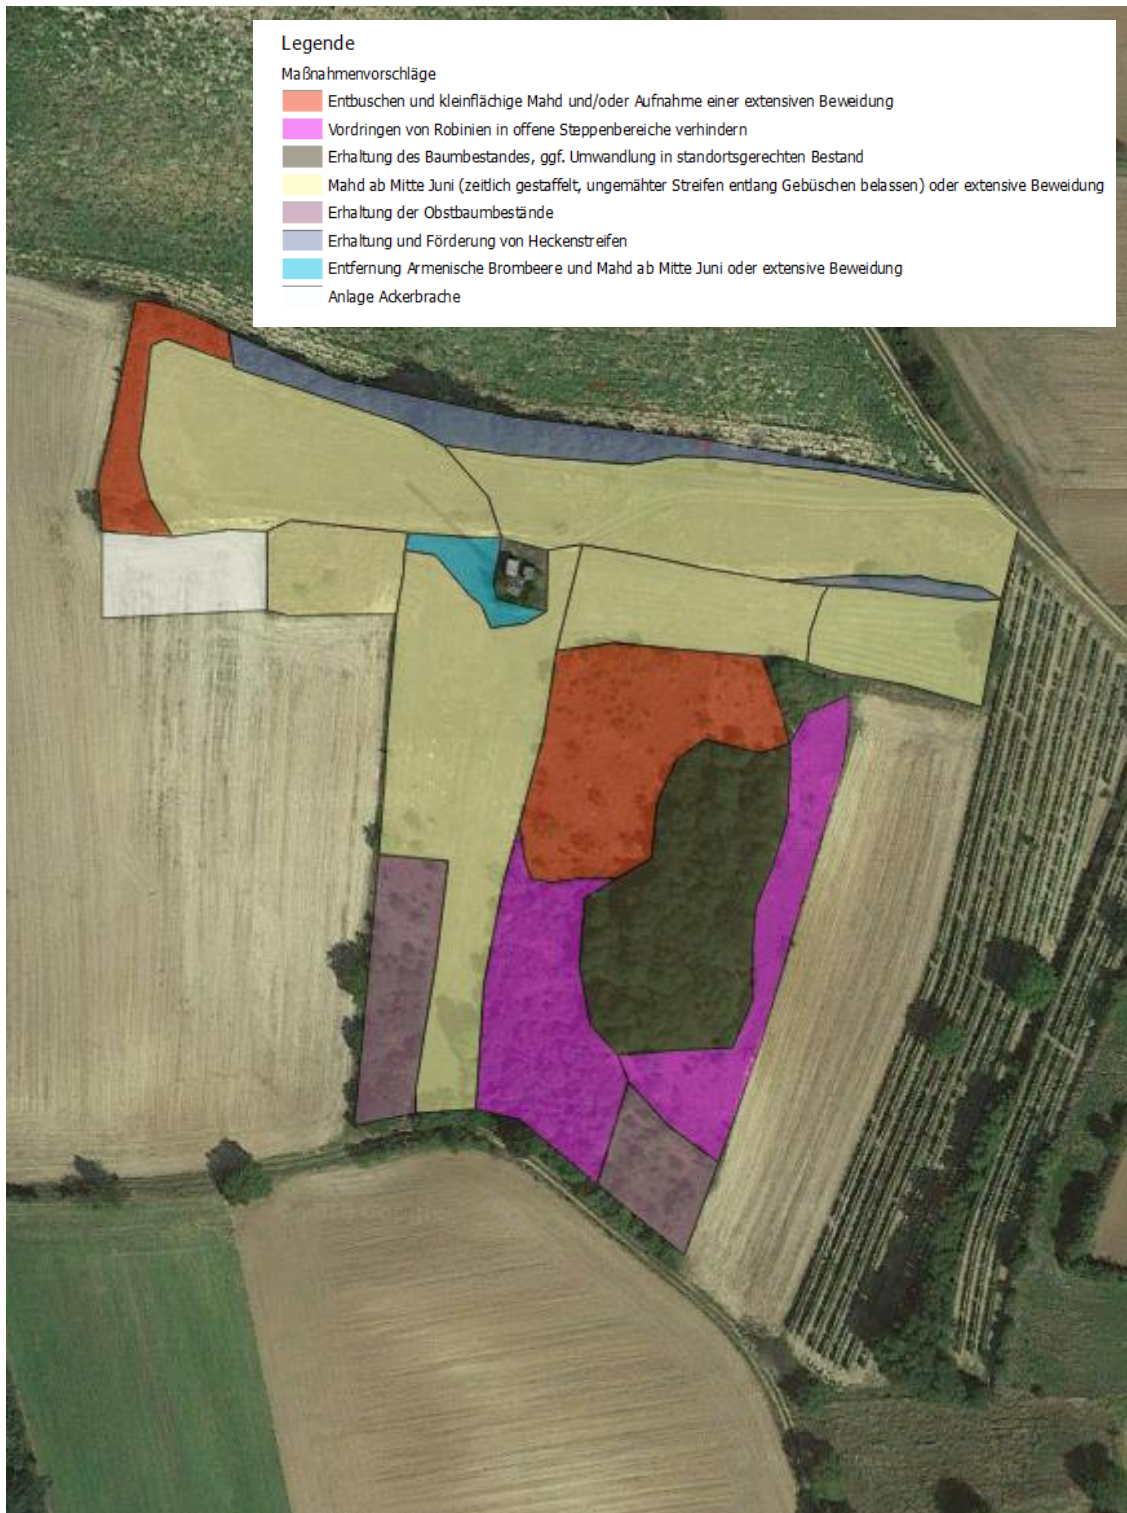 Legende
Maßnahmenvorschläge
Entbuschen und kleinflächige Mahd und/oder Aufnahme einer extensiven Beweidung
Vordringen von Robinien in offene Steppenbereiche verhindern
Erhaltung des Baumbestandes, ggf. Umwandlung in standortsgerechten Bestand
Mahd ab Mitte Juni (zeitlich gestaffelt, ungemähter Streifen entlang Gebüschen belassen) oder extensive Beweidung
Erhaltung der Obstbaumbestände
Erhaltung und Förderung von Heckenstreifen
Entfernung Armenische Brombeere und Mahd ab Mitte Juni oder extensive Beweidung
Anlage Ackerbrache